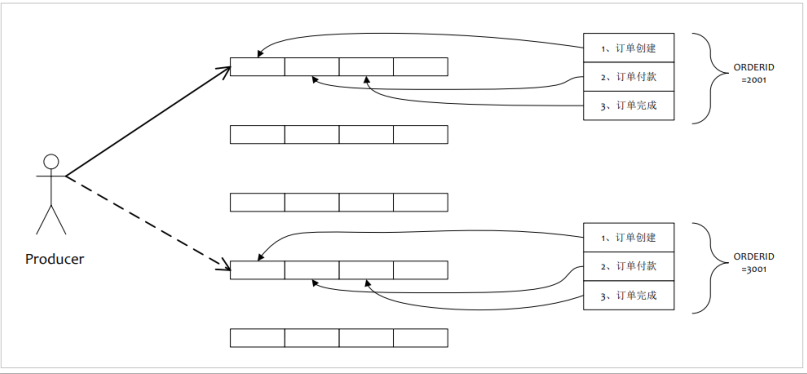 1、订单创建
2、订单付款
3、订单完成
ORDERID
=2001
Producer
1、订单创建
2、订单付款
3、订单完成
ORDERID
=3001